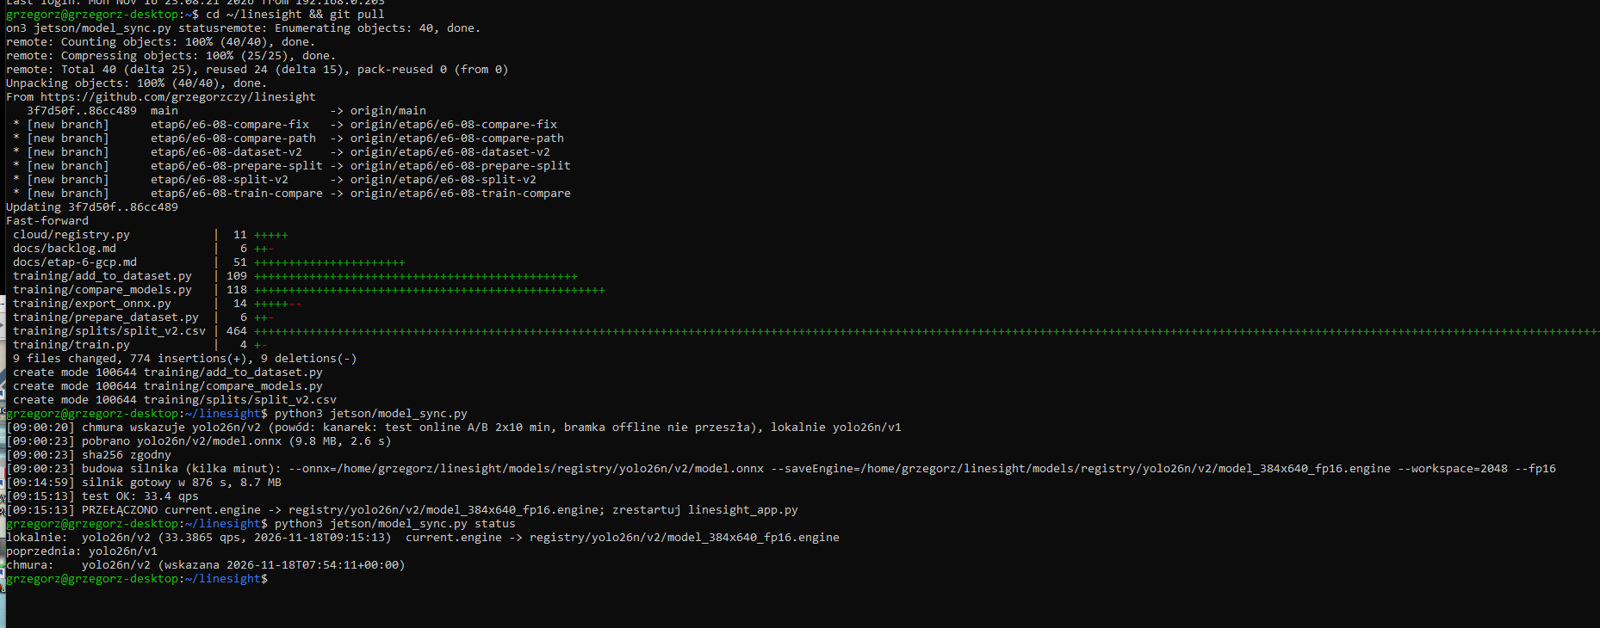 Last login: Mon Nov 16 23:08:21 2026 from 192.168.0.203
grzegorz@grzegorz-desktop:~$ cd ~/linesight && git pull
on3 jetson/model_sync.py statusremote: Enumerating objects: 40, done.
remote: Counting objects: 100% (40/40), done.
remote: Compressing objects: 100% (25/25), done.
remote: Total 40 (delta 25), reused 24 (delta 15), pack-reused 0 (from 0)
Unpacking objects: 100% (40/40), done.
From https://github.com/grzegorzczy/linesight
   3f7d50f..86cc489  main                     -> origin/main
 * [new branch]      etap6/e6-08-compare-fix   -> origin/etap6/e6-08-compare-fix
 * [new branch]      etap6/e6-08-compare-path  -> origin/etap6/e6-08-compare-path
 * [new branch]      etap6/e6-08-dataset-v2    -> origin/etap6/e6-08-dataset-v2
 * [new branch]      etap6/e6-08-prepare-split -> origin/etap6/e6-08-prepare-split
 * [new branch]      etap6/e6-08-split-v2      -> origin/etap6/e6-08-split-v2
 * [new branch]      etap6/e6-08-train-compare -> origin/etap6/e6-08-train-compare
Updating 3f7d50f..86cc489
Fast-forward
 cloud/registry.py            |  11 +++++
 docs/backlog.md              |   6 ++-
 docs/etap-6-gcp.md           |  51 ++++++++++++++++++++++
 training/add_to_dataset.py   | 109 +++++++++++++++++++++++++++++++++++++++++++++++
 training/compare_models.py   | 118 +++++++++++++++++++++++++++++++++++++++++++++++++++
 training/export_onnx.py      |  14 +++++--
 training/prepare_dataset.py  |   6 ++-
 training/splits/split_v2.csv | 464 +++++++++++++++++++++++++++++++++++++++++++++++++++++++++++++++++++++++++++++++++++++++++++++++++++++++++++++++++++++++++++++++++++++++++++++++++++++++++++++++++++++++++++++++++++++++++++++++++++
 training/train.py            |   4 +-
 9 files changed, 774 insertions(+), 9 deletions(-)
 create mode 100644 training/add_to_dataset.py
 create mode 100644 training/compare_models.py
 create mode 100644 training/splits/split_v2.csv
grzegorz@grzegorz-desktop:~/linesight$ python3 jetson/model_sync.py
[09:00:20] chmura wskazuje yolo26n/v2 (powód: kanarek: test online A/B 2x10 min, bramka offline nie przeszła), lokalnie yolo26n/v1
[09:00:23] pobrano yolo26n/v2/model.onnx (9.8 MB, 2.6 s)
[09:00:23] sha256 zgodny
[09:00:23] budowa silnika (kilka minut): --onnx=/home/grzegorz/linesight/models/registry/yolo26n/v2/model.onnx --saveEngine=/home/grzegorz/linesight/models/registry/yolo26n/v2/model_384x640_fp16.engine --workspace=2048 --fp16
[09:14:59] silnik gotowy w 876 s, 8.7 MB
[09:15:13] test OK: 33.4 qps
[09:15:13] PRZEŁĄCZONO current.engine -> registry/yolo26n/v2/model_384x640_fp16.engine; zrestartuj linesight_app.py
grzegorz@grzegorz-desktop:~/linesight$ python3 jetson/model_sync.py status
lokalnie:  yolo26n/v2 (33.3865 qps, 2026-11-18T09:15:13)  current.engine -> registry/yolo26n/v2/model_384x640_fp16.engine
poprzednia: yolo26n/v1
chmura:    yolo26n/v2 (wskazana 2026-11-18T07:54:11+00:00)
grzegorz@grzegorz-desktop:~/linesight$